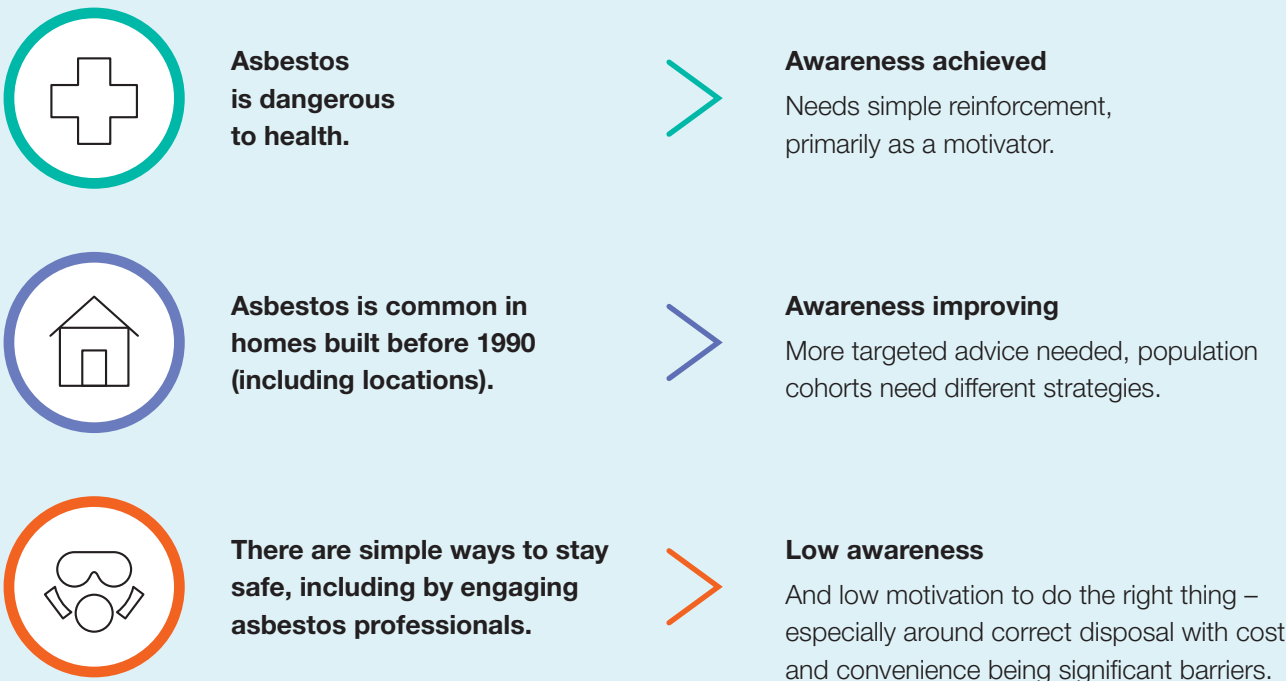 Asbestos
is dangerous
to health.
Awareness achieved
Needs simple reinforcement,
primarily as a motivator.
Asbestos is common in
homes built before 1990
(including locations).
Awareness improving
More targeted advice needed, population
cohorts need different strategies.
There are simple ways to stay
safe, including by engaging
asbestos professionals.
Low awareness
And low motivation to do the right thing –
especially around correct disposal with cost
and convenience being significant barriers.